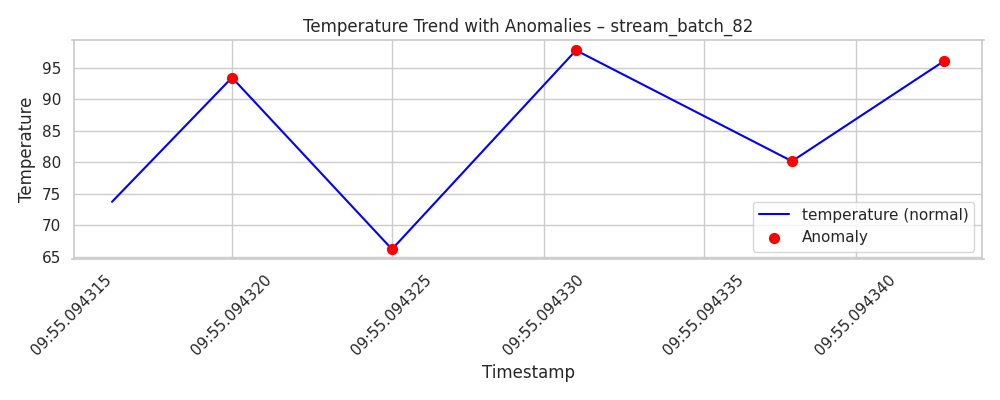 Temperature Trend with Anomalies – stream_batch_82
Temperature
95
90
85
80
75
70
65
temperature (normal)
Anomaly
09:55.094315
09:55.094320
09:55.094325
09:55.094330
09:55.094335
09:55.094340
Timestamp